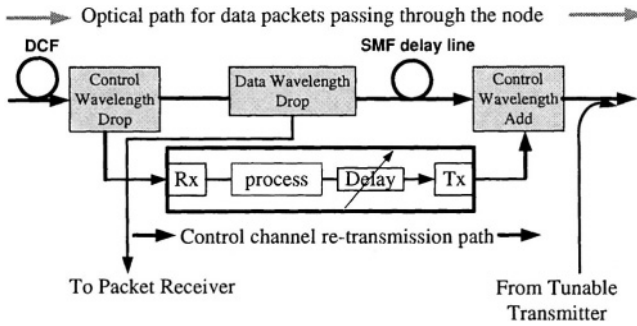 Optical path for data packets passing through the node
DCF
SMF delay line
Control
Wavelength
Drop
Data Wavelength
Drop
Control
Wavelength
Add
Rx
process
Delay
Tx
Control channel re-transmission path
To Packet Receiver
From Tunable
Transmitter